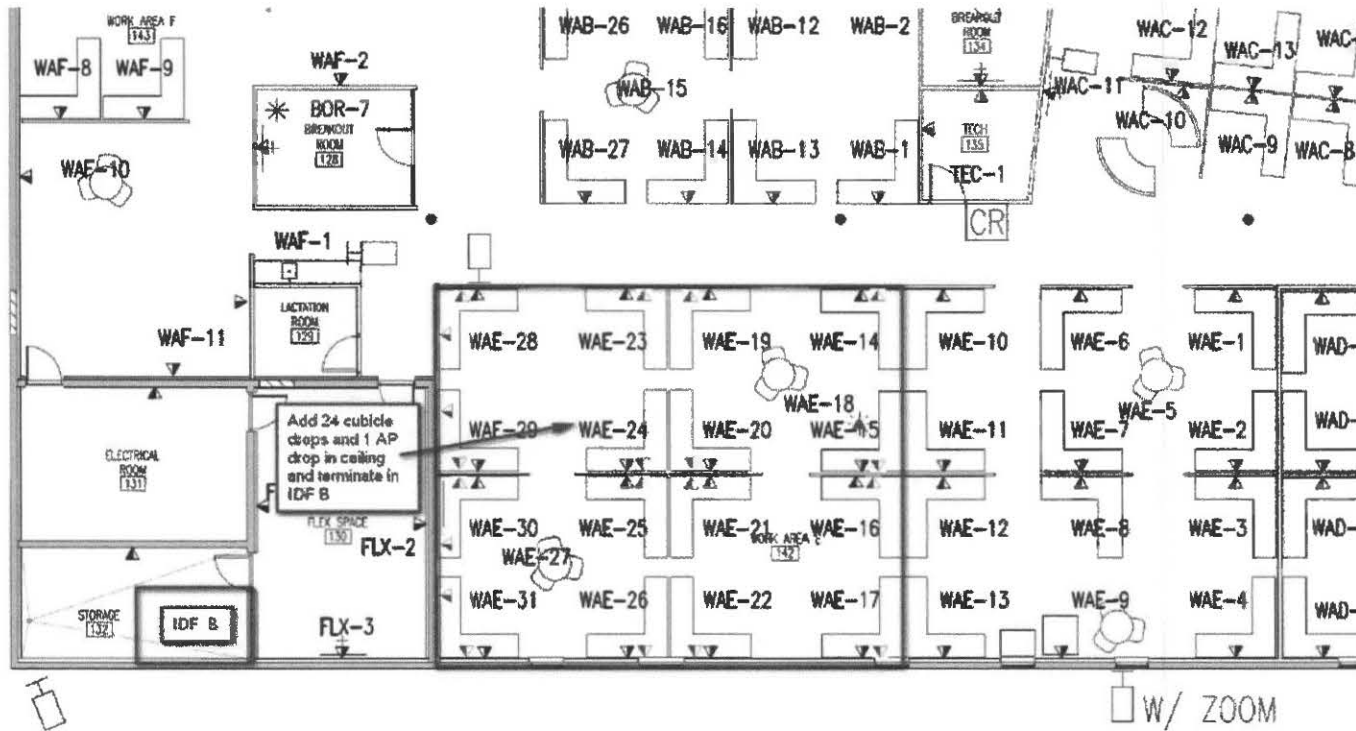 WORK AREA F
143
WAF-8
WAF-9
WAF-2
BOR-7
BREAKOUT
ROOM
128
WAF-10
WAF-1
LACTATION
ROOM
129
WAF-11
WAB-26
WAB-16
WAB-12
WAB-2
WAB-15
WAB-27
WAB-14
WAB-13
WAB-1
BREAKOUT
ROOM
134
TECH
135
TEC-1
CR
WAC-12
WAC-13
WAC-
WAC-11
WAC-10
WAC-9
WAC-8
WAE-28
WAE-23
WAE-19
WAE-14
WAE-10
WAE-6
WAE-1
WAD-
WAE-18
WAE-5
Add 24 cubicle
drops and 1 AP
drop in ceiling
and terminate in
IDF B
WAE-29
WAE-24
WAE-20
WAE-15
WAE-11
WAE-7
WAE-2
WAD-
ELECTRICAL
ROOM
131
FLEX SPACE
130
FLX-2
WAE-30
WAE-25
WAE-21
WAE-16
WAE-12
WAE-8
WAE-3
WAD-
WORK AREA E
142
WAE-27
WAE-31
WAE-26
WAE-22
WAE-17
WAE-13
WAE-9
WAE-4
WAD-
STORAGE
132
IDF B
FLX-3
W/ ZOOM